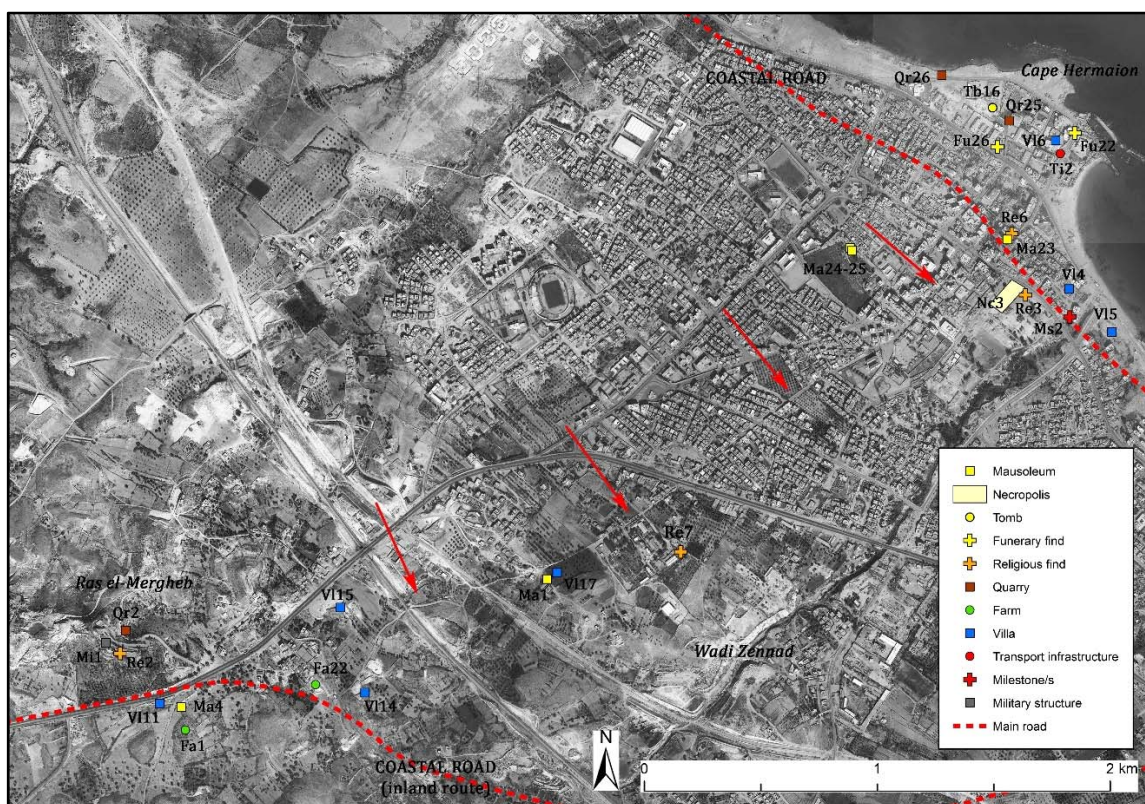 COASTAL ROAD
Qr26
Cape Hermaion
Tb16
Qr25
Fu26
Vl6
Fu22
Ti2
Re6
Ma23
Ma24-25
Vl4
Nc3
Re3
Ms2
Vl5
Re7
Ma1
Vl17
Ras el-Mergheb
Qr2
Vl15
Mi1
Re2
Wadi Zennad
Fa22
Vl11
Ma4
Vl14
Fa1
COASTAL ROAD
(inland route)
Mausoleum
Necropolis
Tomb
Funerary find
Religious find
Quarry
Farm
Villa
Transport infrastructure
Milestone/s
Military structure
Main road
N
0 1 2 km